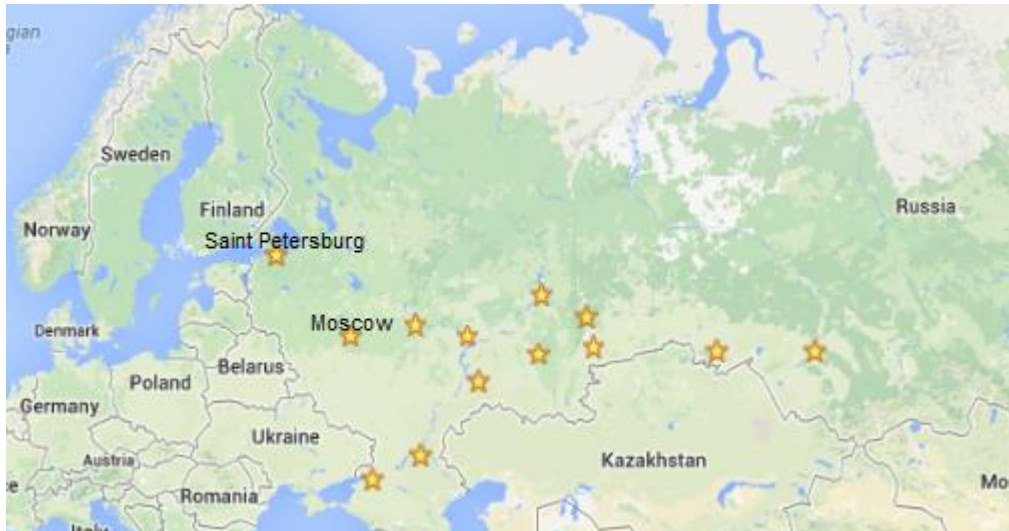 gian
Sweden
Norway
Finland
Russia
Saint Petersburg
Denmark
Moscow
Belarus
Poland
Germany
Ukraine
Austria
Kazakhstan
Romania
Mo